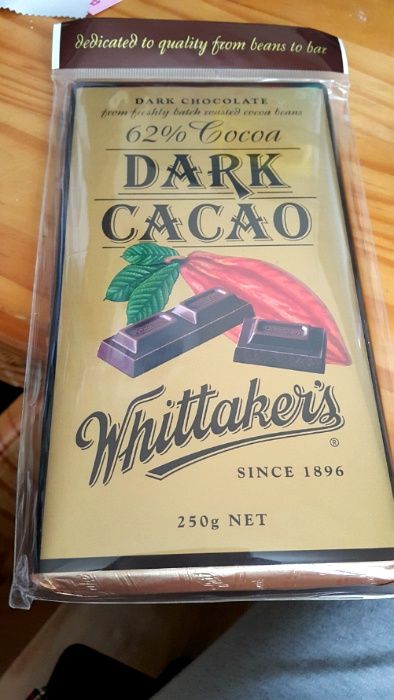 dedicated to quality from beans to bar
DARK CHOCOLATE
from freshly batch roasted cocoa beans
62% Cocoa
DARK
CACAO
Whittaker's
®
SINCE 1896
250g NET